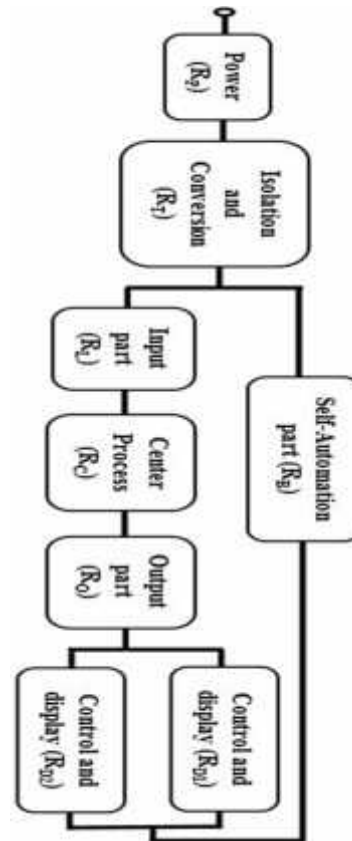 Power
(R_P)
Isolation
and
Conversion
(R_T)
Self-Automation
part (R_B)
Input
part
(R_I)
Center
Process
(R_C)
Output
part
(R_O)
Control and
display (R_D1)
Control and
display (R_D2)